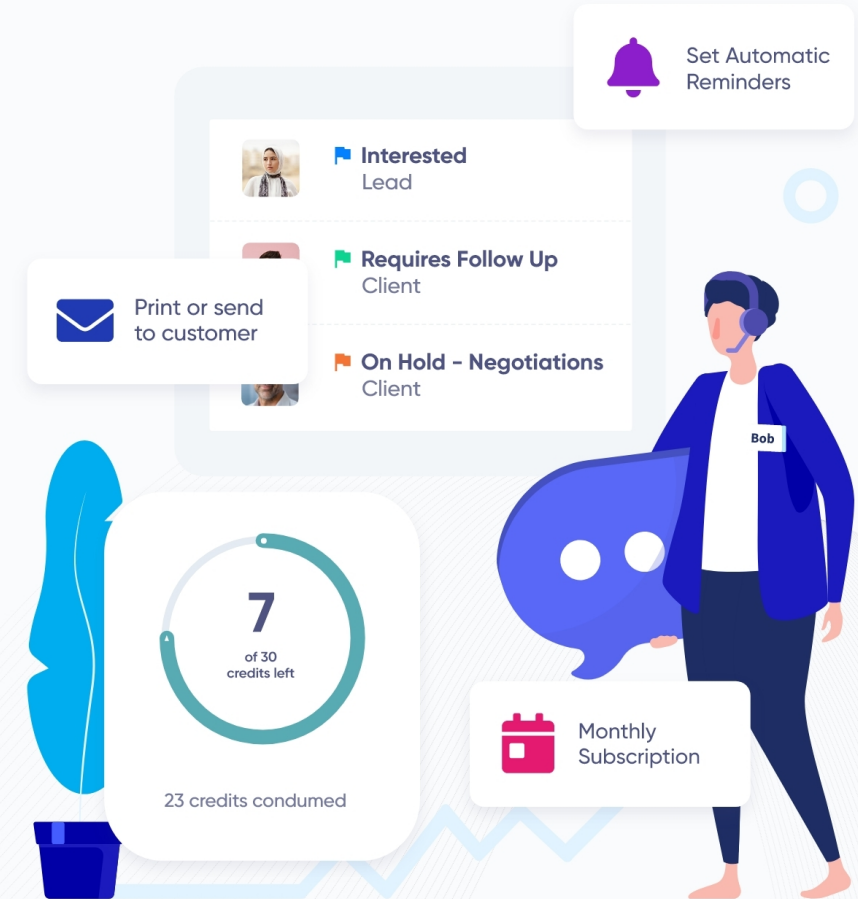 Set Automatic
Reminders
Interested
Lead
Requires Follow Up
Client
Print or send
to customer
On Hold - Negotiations
Client
Bob
7
of 30
credits left
23 credits condumed
Monthly
Subscription